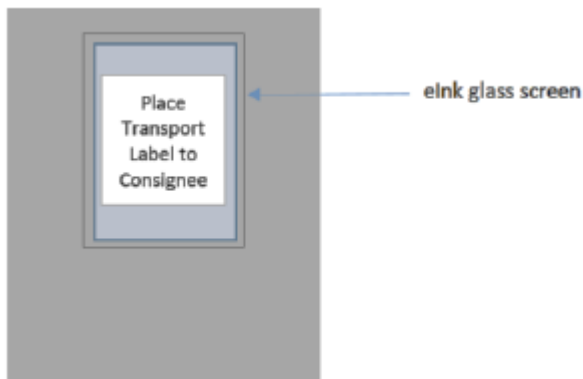 Place
Transport
Label to
Consignee
eInk glass screen